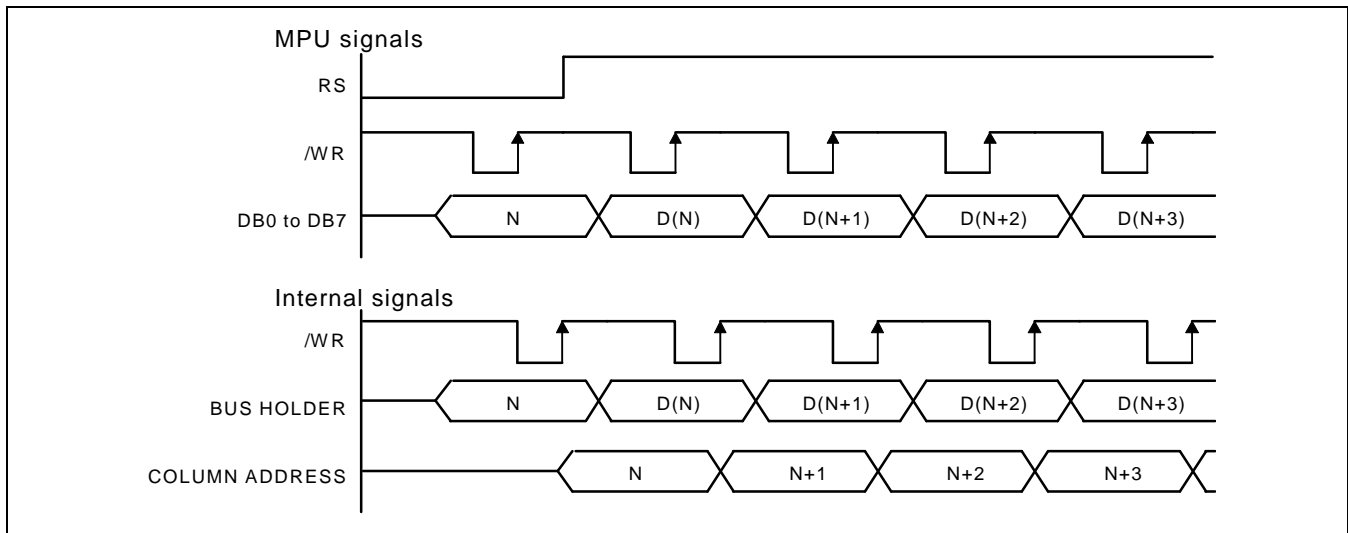 MPU signals
RS
/WR
DB0 to DB7 N D(N) D(N+1) D(N+2) D(N+3)
Internal signals
/WR
BUS HOLDER N D(N) D(N+1) D(N+2) D(N+3)
COLUMN ADDRESS N N+1 N+2 N+3